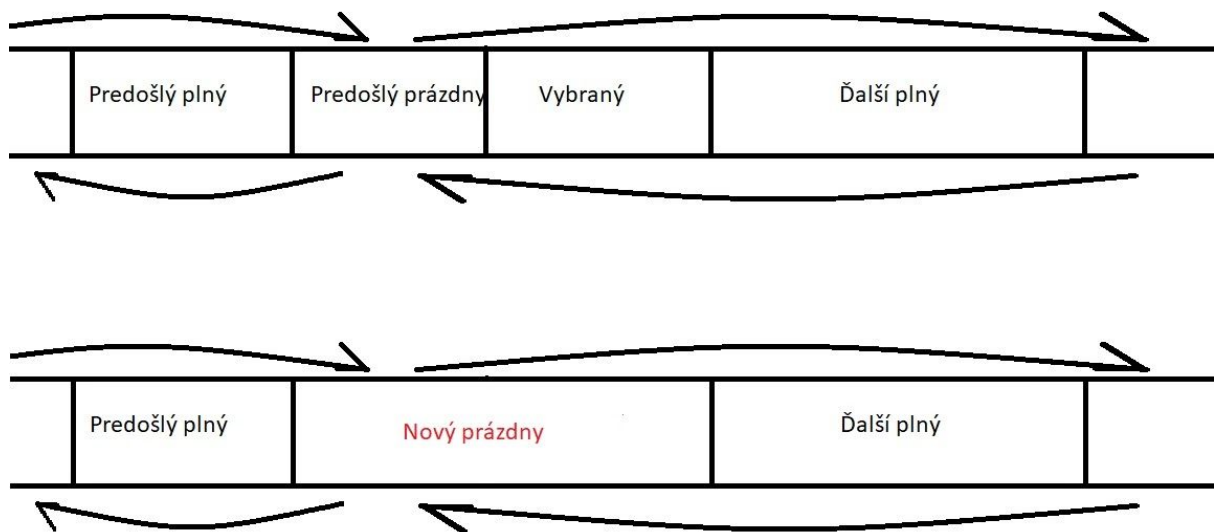 Predošlý plný
Predošlý prázdny
Vybraný
Ďalší plný
Predošlý plný
Nový prázdny
Ďalší plný